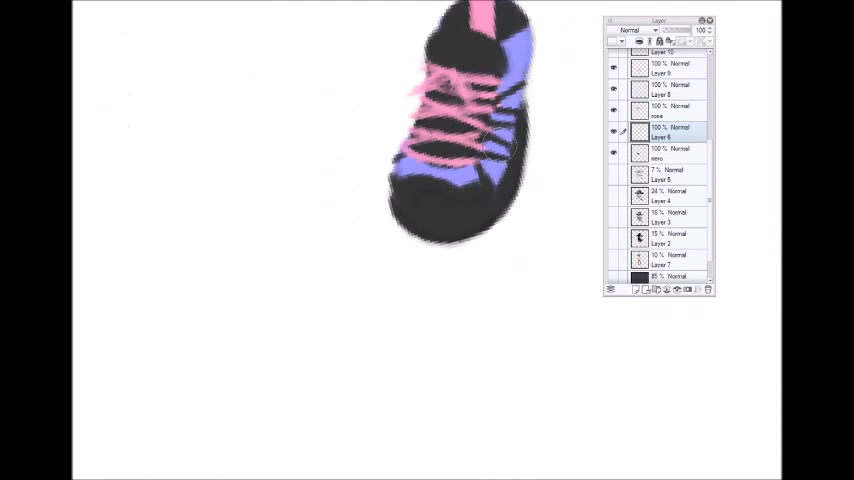 Layer
Normal 100
Layer 10
100 % Normal
Layer 9
100 % Normal
Layer 8
100 % Normal
rosa
100 % Normal
Layer 6
100 % Normal
nero
7 % Normal
Layer 5
24 % Normal
Layer 4
16 % Normal
Layer 3
15 % Normal
Layer 2
10 % Normal
Layer 7
85 % Normal